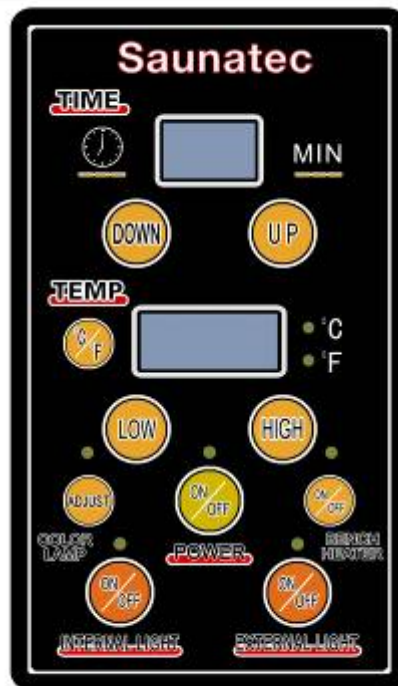 Saunatec
TIME
MIN
DOWN
UP
TEMP
C/F
°C
°F
LOW
HIGH
ADJUST
ON/OFF
ON/OFF
COLOR
LAMP
POWER
BENCH
HEATER
ON/OFF
ON/OFF
INTERNAL LIGHT
EXTERNAL LIGHT